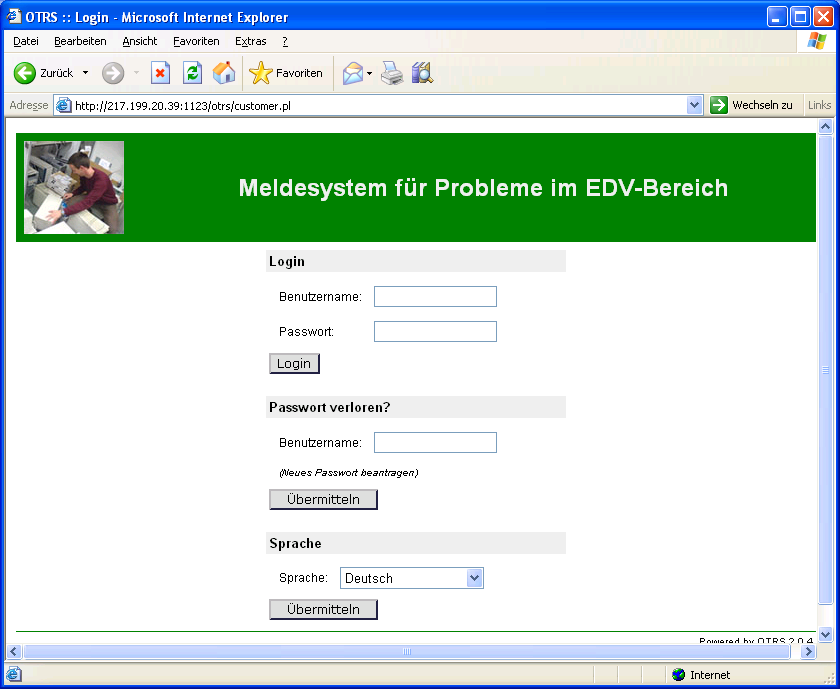 OTRS :: Login - Microsoft Internet Explorer
Datei Bearbeiten Ansicht Favoriten Extras ?
Zurück Favoriten
Adresse http://217.199.20.39:1123/otrs/customer.pl Wechseln zu Links
Meldesystem für Probleme im EDV-Bereich
Login
Benutzername:
Passwort:
Login
Passwort verloren?
Benutzername:
(Neues Passwort beantragen)
Übermitteln
Sprache
Sprache: Deutsch
Übermitteln
Powered by OTRS 2.0.4
Internet